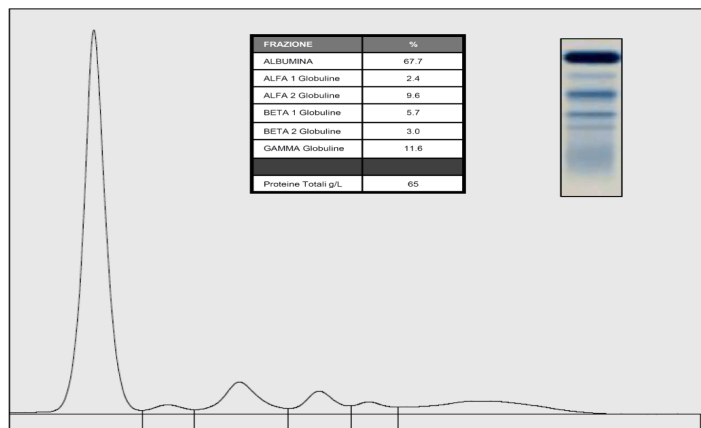 FRAZIONE %
ALBUMINA 67.7
ALFA 1 Globuline 2.4
ALFA 2 Globuline 9.6
BETA 1 Globuline 5.7
BETA 2 Globuline 3.0
GAMMA Globuline 11.6
Proteine Totali g/L 65